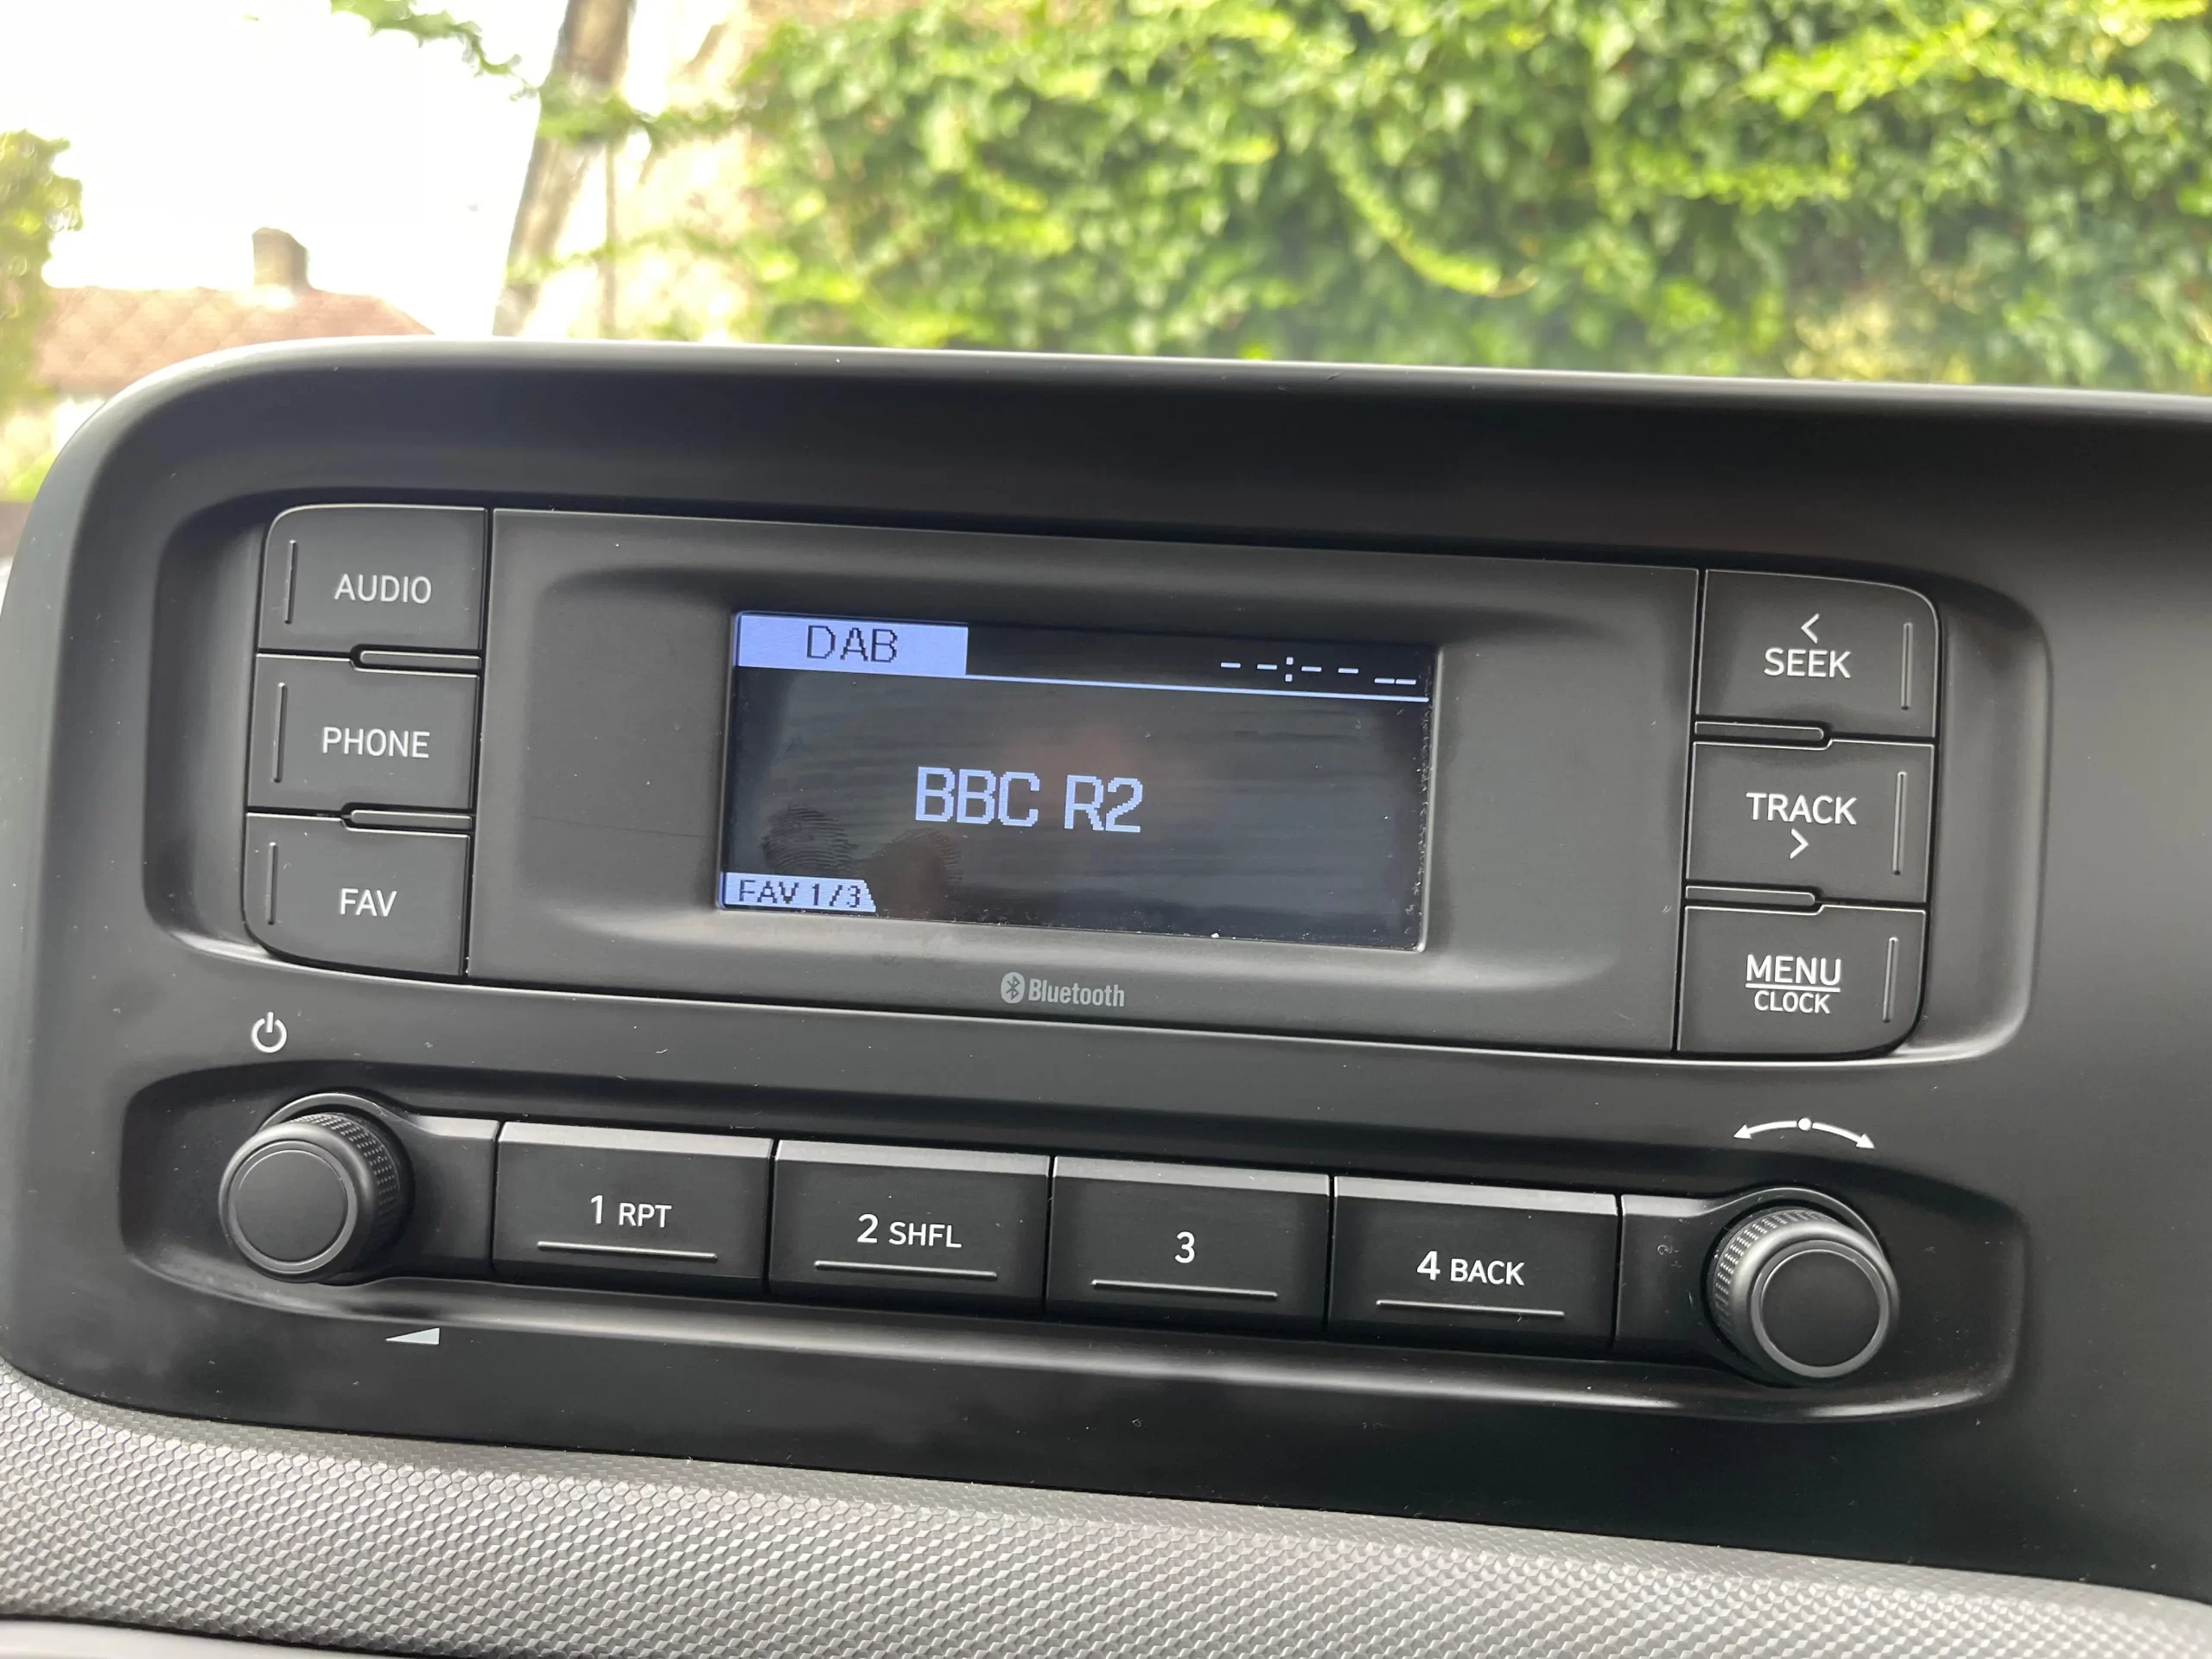 AUDIO
PHONE
FAV
DAB
--:-- --
BBC R2
FAV 1/3
Bluetooth
<
SEEK
TRACK
>
MENU
CLOCK
1 RPT
2 SHFL
3
4 BACK